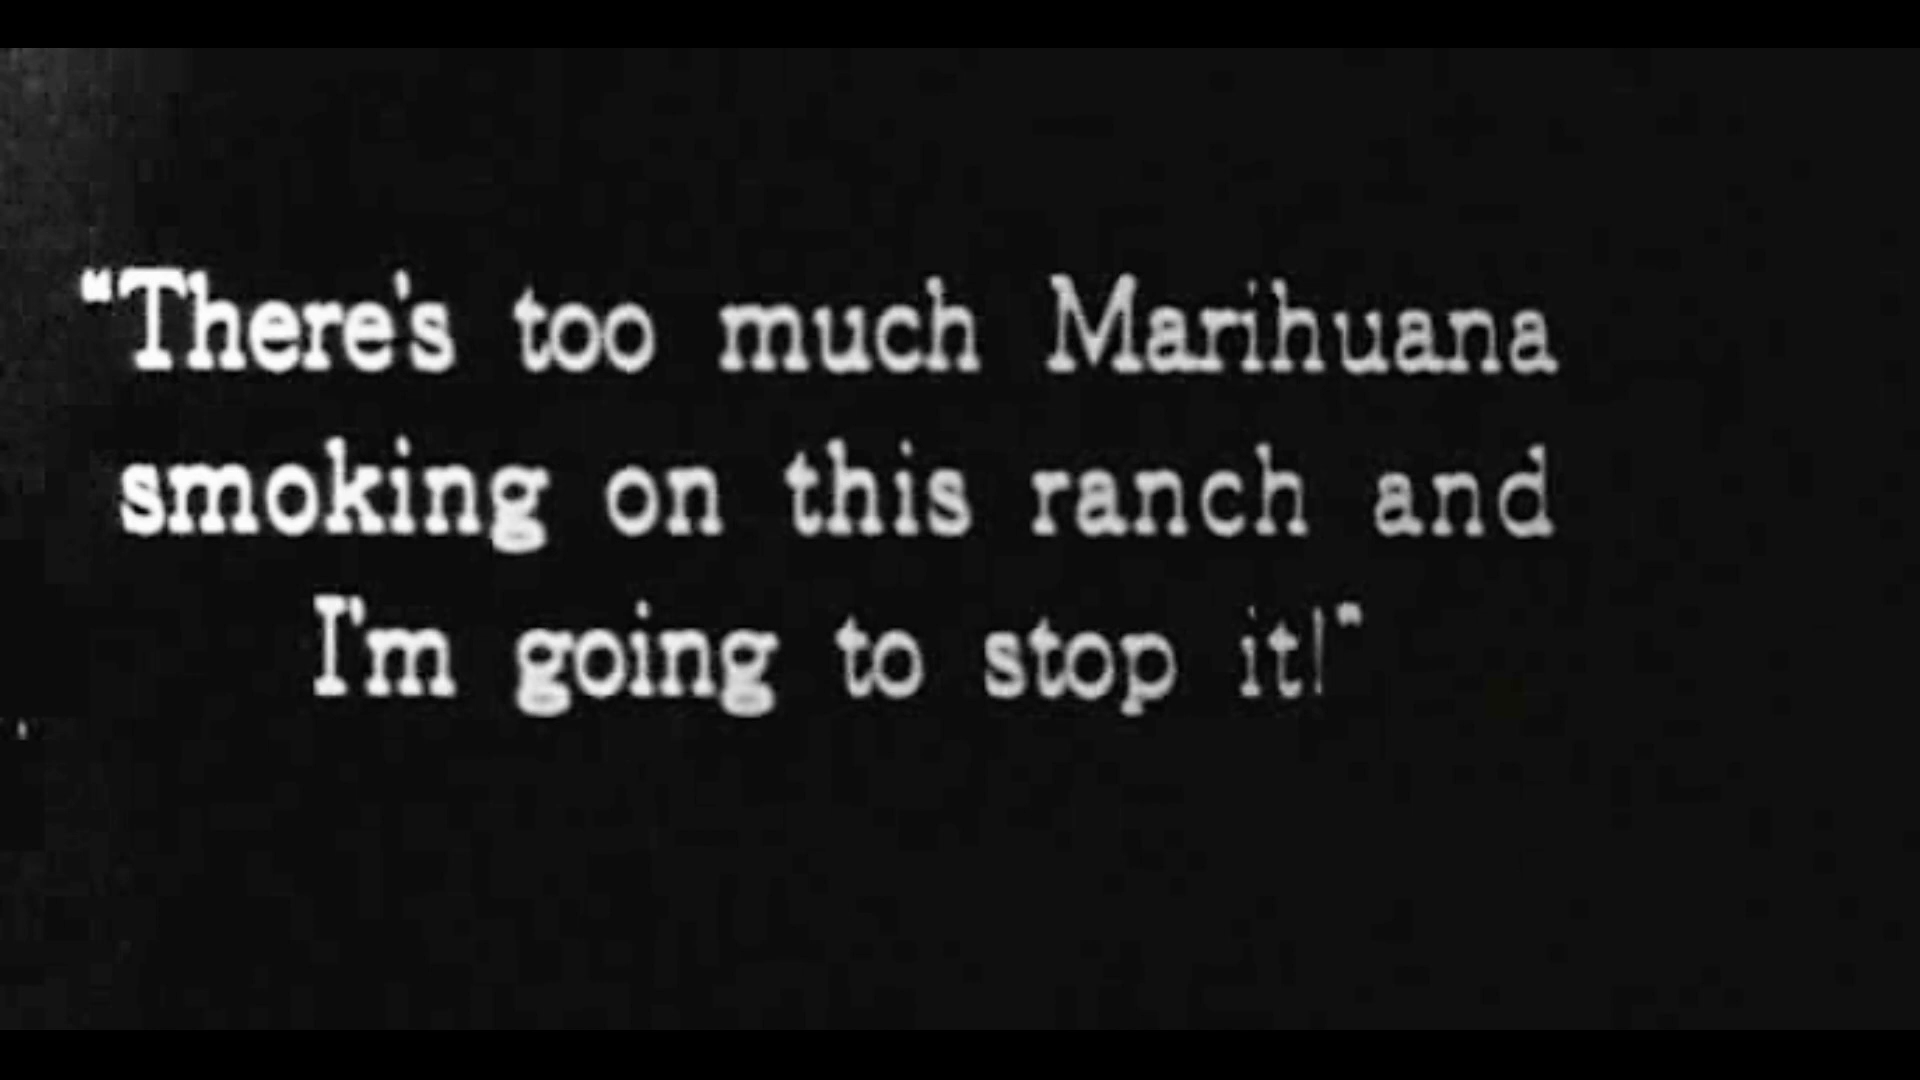 “There's too much Marihuana
smoking on this ranch and
I'm going to stop it!”